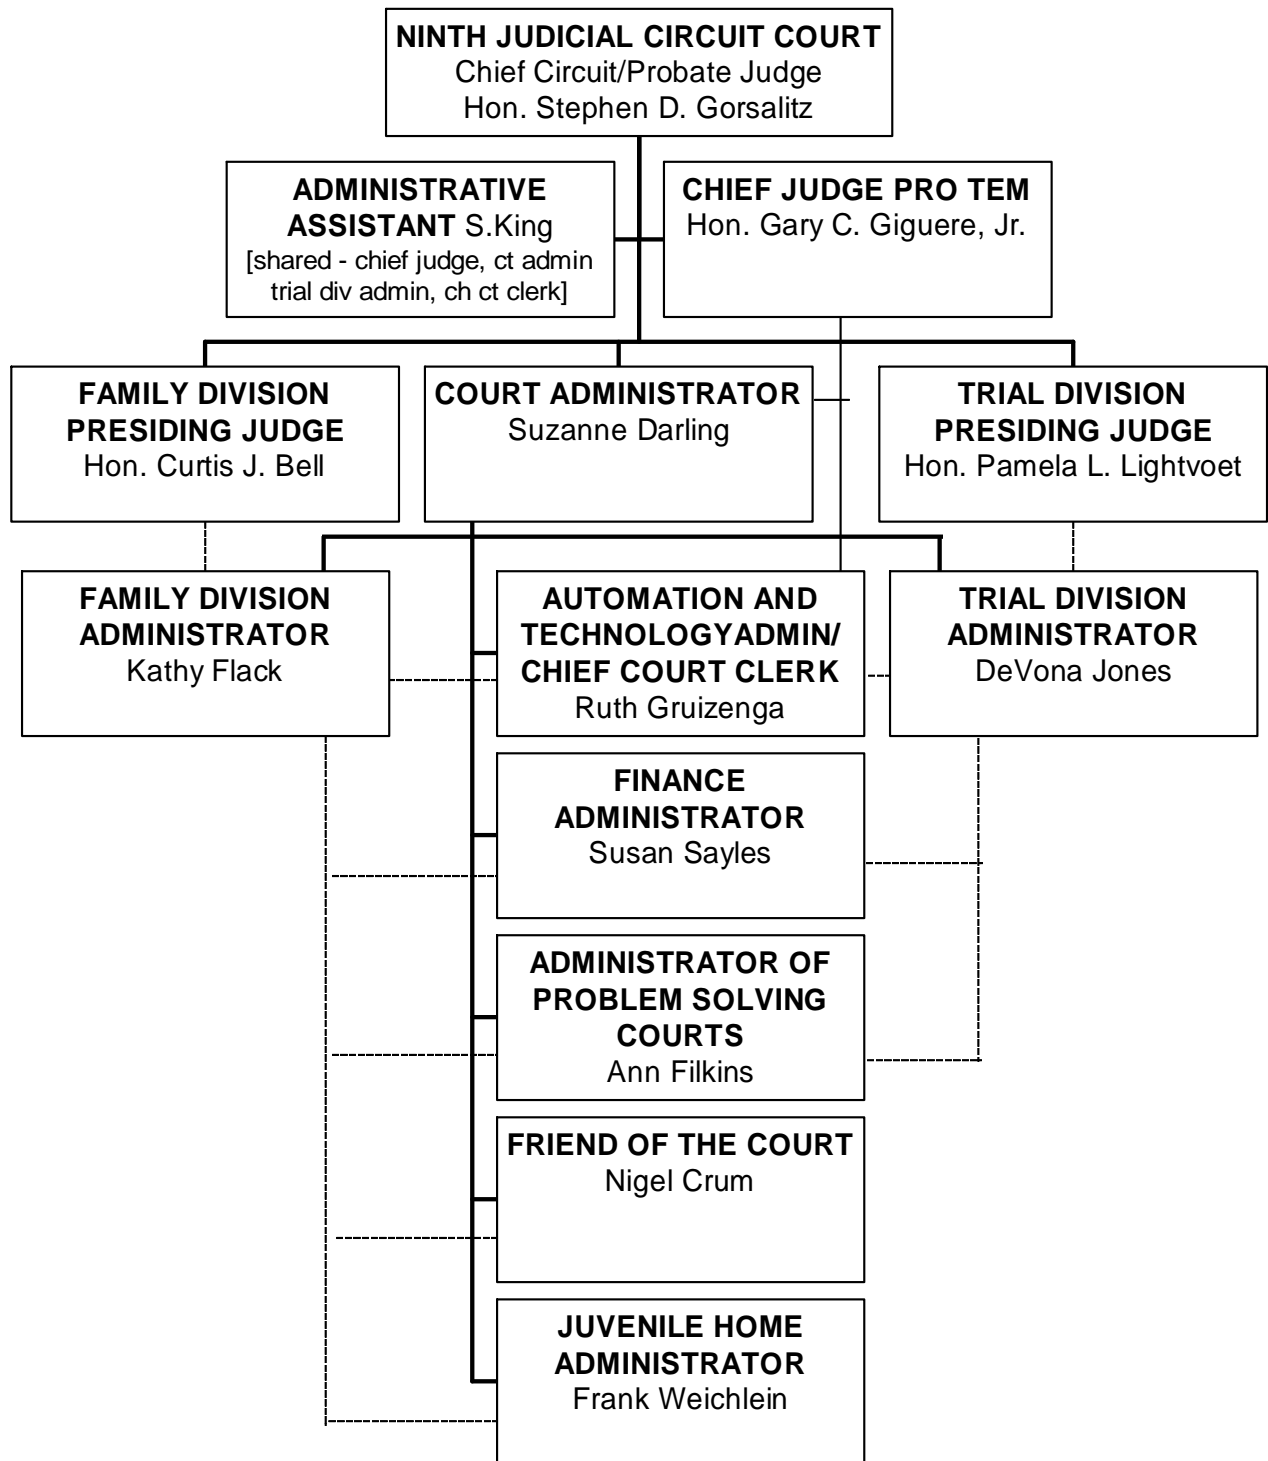 NINTH JUDICIAL CIRCUIT COURT
Chief Circuit/Probate Judge
Hon. Stephen D. Gorsalitz
ADMINISTRATIVE
ASSISTANT S.King
[shared - chief judge, ct admin
trial div admin, ch ct clerk]
CHIEF JUDGE PRO TEM
Hon. Gary C. Giguere, Jr.
FAMILY DIVISION
PRESIDING JUDGE
Hon. Curtis J. Bell
COURT ADMINISTRATOR
Suzanne Darling
TRIAL DIVISION
PRESIDING JUDGE
Hon. Pamela L. Lightvoet
FAMILY DIVISION
ADMINISTRATOR
Kathy Flack
AUTOMATION AND
TECHNOLOGYADMIN/
CHIEF COURT CLERK
Ruth Gruizenga
TRIAL DIVISION
ADMINISTRATOR
DeVona Jones
FINANCE
ADMINISTRATOR
Susan Sayles
ADMINISTRATOR OF
PROBLEM SOLVING
COURTS
Ann Filkins
FRIEND OF THE COURT
Nigel Crum
JUVENILE HOME
ADMINISTRATOR
Frank Weichlein